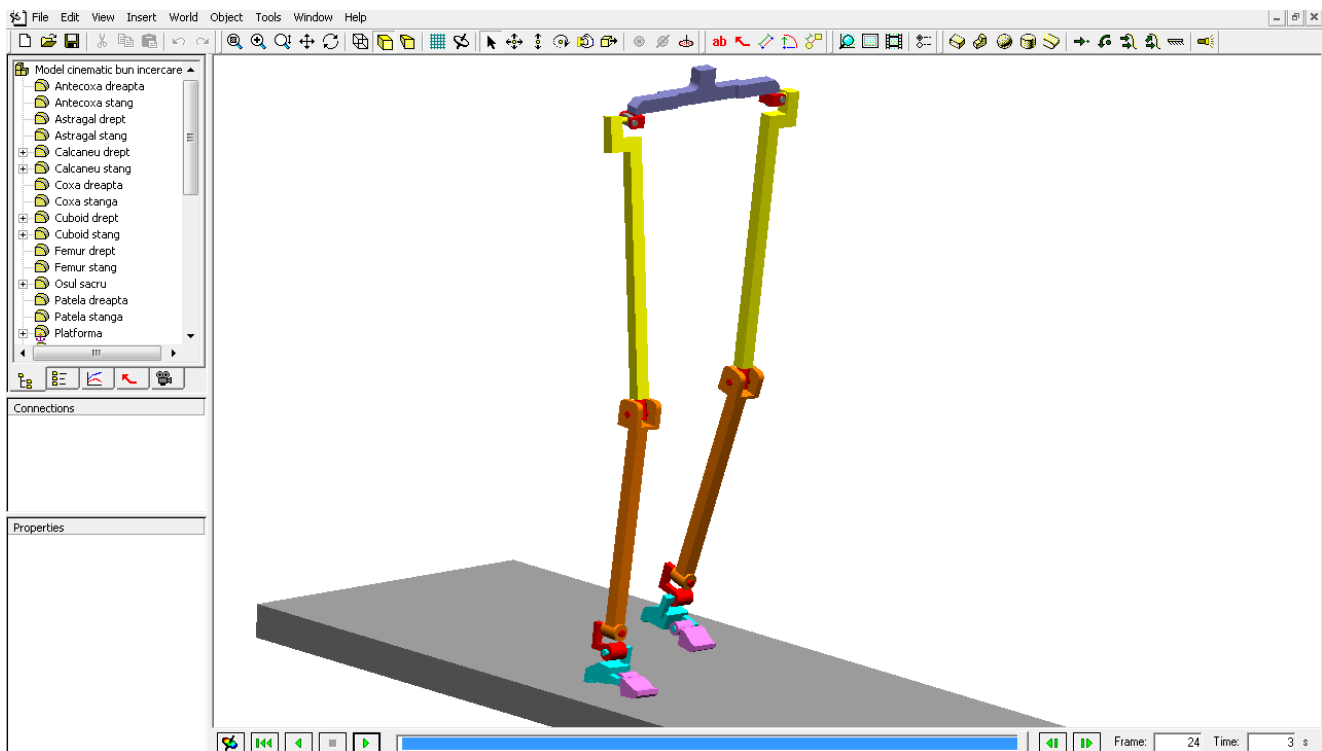 File Edit View Insert World Object Tools Window Help
ab
Model cinematic bun incercare
Antecoxa dreapta
Antecoxa stang
Astragal drept
Astragal stang
Calcaneu drept
Calcaneu stang
Coxa dreapta
Coxa stanga
Cuboid drept
Cuboid stang
Femur drept
Femur stang
Osul sacru
Patela dreapta
Patela stanga
Platforma
Connections
Properties
Frame: 24 Time: 3 s